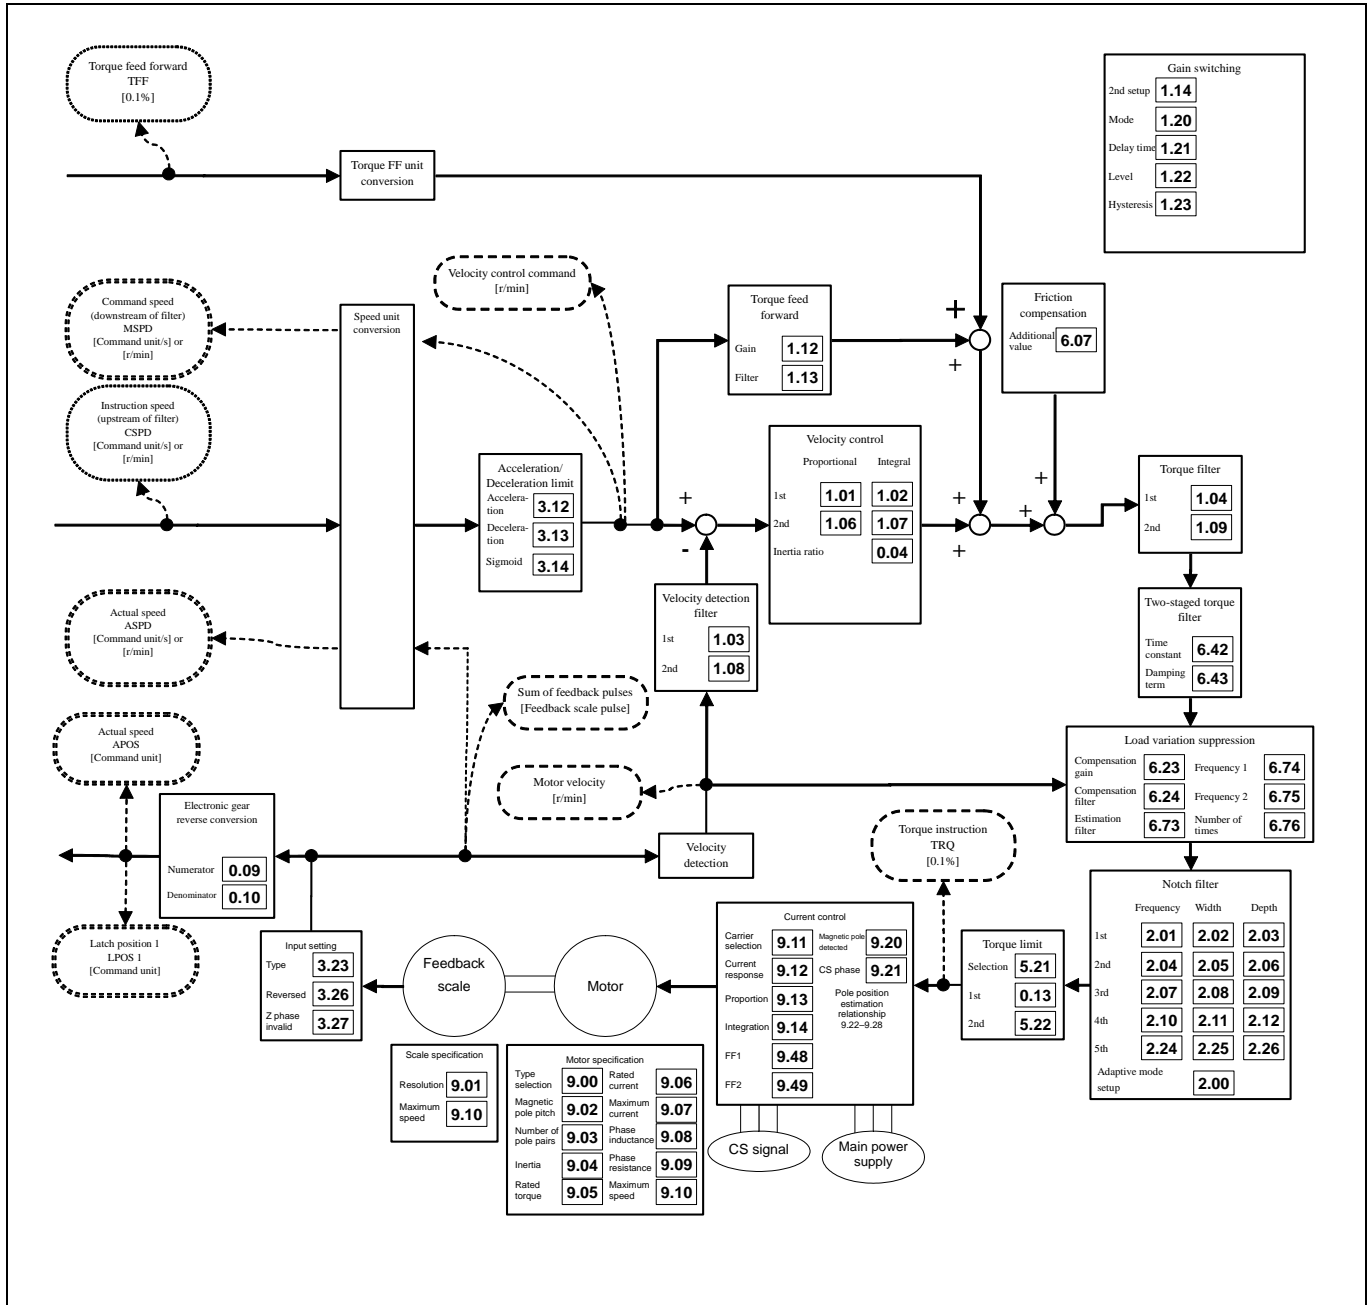 Torque feed forward
TFF
[0.1%]
Torque FF unit
conversion
Gain switching
2nd setup 1.14
Mode 1.20
Delay time 1.21
Level 1.22
Hysteresis 1.23
Command speed
(downstream of filter)
MSPD
[Command unit/s] or
[r/min]
Instruction speed
(upstream of filter)
CSPD
[Command unit/s] or
[r/min]
Speed unit
conversion
Velocity control command
[r/min]
Torque feed
forward
Gain 1.12
Filter 1.13
+
+
Friction
compensation
Additional
value 6.07
Acceleration/
Deceleration limit
Accelera-
tion 3.12
Decelera-
tion 3.13
Sigmoid 3.14
+
-
Velocity control
Proportional Integral
1st 1.01 1.02
2nd 1.06 1.07
Inertia ratio 0.04
+
+
+
+
Torque filter
1st 1.04
2nd 1.09
Actual speed
ASPD
[Command unit/s] or
[r/min]
Velocity detection
filter
1st 1.03
2nd 1.08
Two-staged torque
filter
Time
constant 6.42
Damping
term 6.43
Sum of feedback pulses
[Feedback scale pulse]
Actual speed
APOS
[Command unit]
Motor velocity
[r/min]
Load variation suppression
Compensation
gain 6.23 Frequency 1 6.74
Compensation
filter 6.24 Frequency 2 6.75
Estimation
filter 6.73 Number of
times 6.76
Electronic gear
reverse conversion
Numerator 0.09
Denominator 0.10
Velocity
detection
Torque instruction
TRQ
[0.1%]
Latch position 1
LPOS 1
[Command unit]
Input setting
Type 3.23
Reversed 3.26
Z phase
invalid 3.27
Feedback
scale
Motor
Current control
Carrier
selection 9.11 Magnetic pole
detected 9.20
Current
response 9.12 CS phase 9.21
Proportion 9.13
Integration 9.14
FF1 9.48
FF2 9.49
Pole position
estimation
relationship
9.22–9.28
Torque limit
Selection 5.21
1st 0.13
2nd 5.22
Notch filter
Frequency Width Depth
1st 2.01 2.02 2.03
2nd 2.04 2.05 2.06
3rd 2.07 2.08 2.09
4th 2.10 2.11 2.12
5th 2.24 2.25 2.26
Adaptive mode
setup 2.00
Scale specification
Resolution 9.01
Maximum
speed 9.10
Motor specification
Type
selection 9.00 Rated
current 9.06
Magnetic
pole pitch 9.02 Maximum
current 9.07
Number of
pole pairs 9.03 Phase
inductance 9.08
Inertia 9.04 Phase
resistance 9.09
Rated
torque 9.05 Maximum
speed 9.10
CS signal
Main power
supply